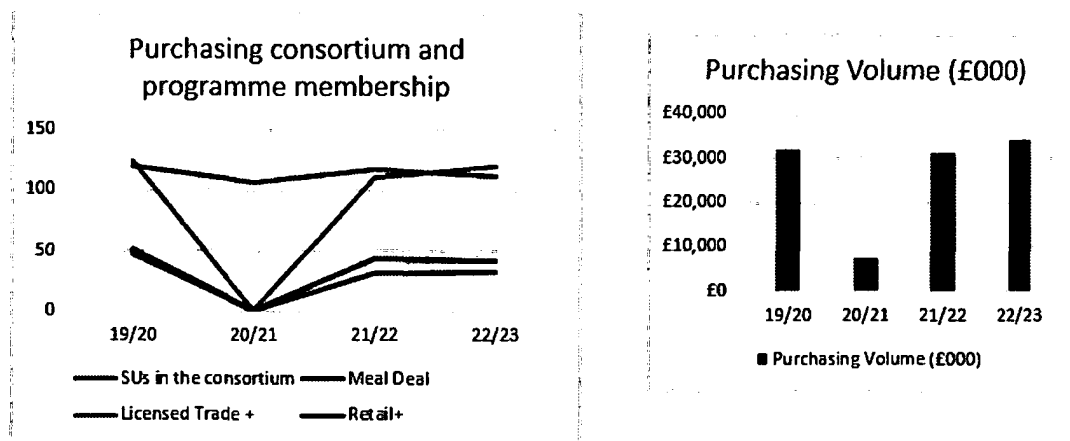 Purchasing consortium and
programme membership
150
100
50
0
19/20 20/21 21/22 22/23
SUs in the consortium Meal Deal
Licensed Trade + Retail+
Purchasing Volume (£000)
£40,000
£30,000
£20,000
£10,000
£0
19/20 20/21 21/22 22/23
Purchasing Volume (£000)